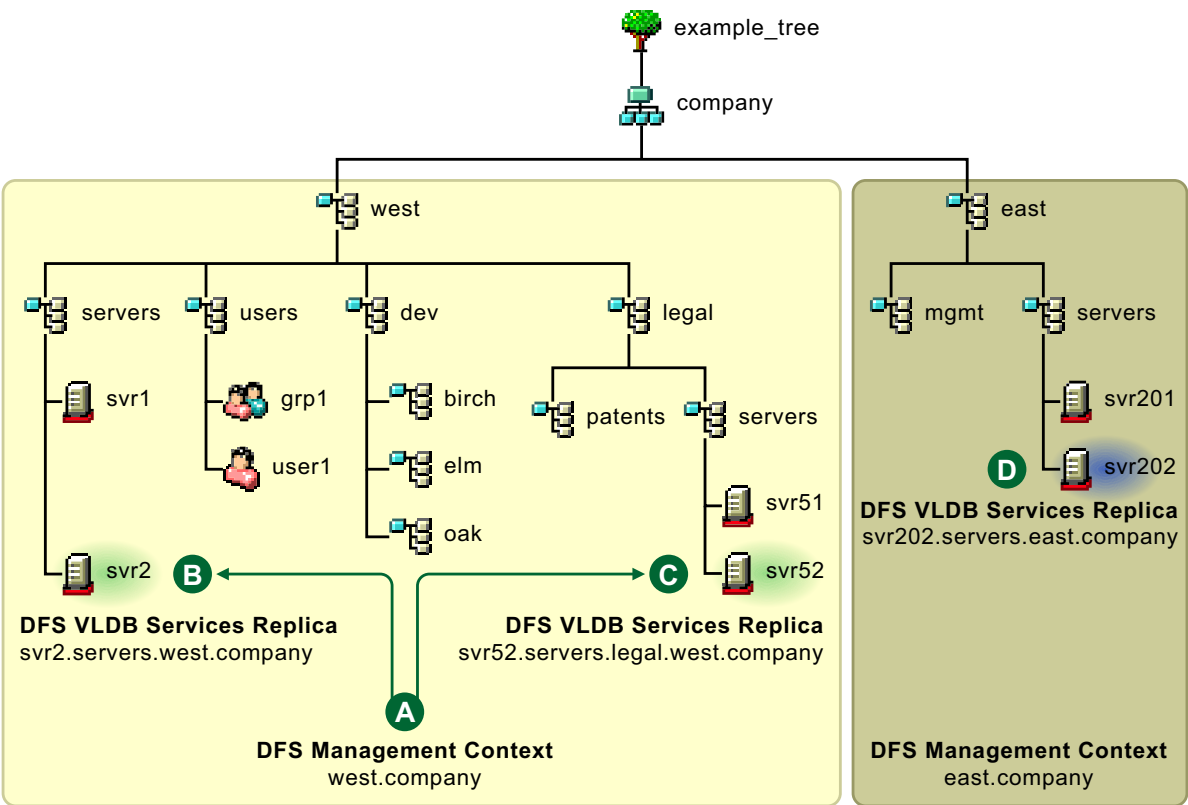 example_tree
company
west
east
servers
users
dev
legal
mgmt
servers
svr1
grp1
birch
patents
servers
svr201
user1
elm
D
svr202
svr51
DFS VLDB Services Replica
svr202.servers.east.company
oak
svr2
B
C
svr52
DFS VLDB Services Replica
svr2.servers.west.company
DFS VLDB Services Replica
svr52.servers.legal.west.company
A
DFS Management Context
west.company
DFS Management Context
east.company